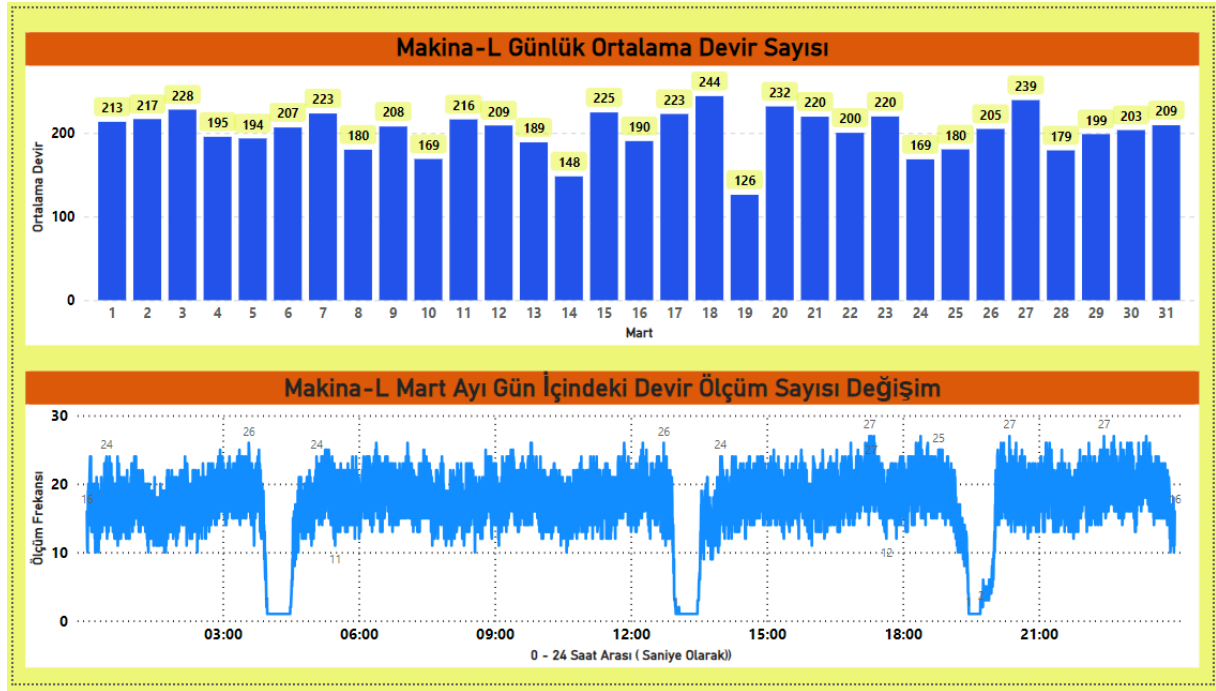 Makina-L Günlük Ortalama Devir Sayısı
213 217 228 195 194 207 223 180 208 169 216 209 189 148 225 190 223 244 126 232 220 200 220 169 180 205 239 179 199 203 209
200
100
0
Ortalama Devir
1 2 3 4 5 6 7 8 9 10 11 12 13 14 15 16 17 18 19 20 21 22 23 24 25 26 27 28 29 30 31
Mart
Makina-L Mart Ayı Gün İçindeki Devir Ölçüm Sayısı Değişim
30
20
10
0
Ölçüm Frekansı
16 24 26 24 11 26 24 27 27 12 25 27 27 16
03:00 06:00 09:00 12:00 15:00 18:00 21:00
0 - 24 Saat Arası ( Saniye Olarak))